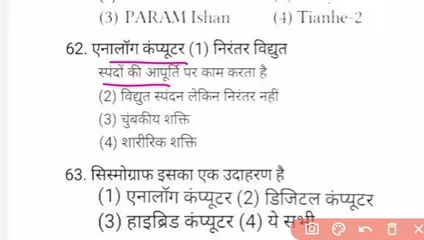 (3) PARAM Ishan (4) Tianhe-2
62. एनालॉग कंप्यूटर (1) निरंतर विद्युत
स्पंदों की आपूर्ति पर काम करता है
(2) विद्युत स्पंदन लेकिन निरंतर नहीं
(3) चुंबकीय शक्ति
(4) शारीरिक शक्ति
63. सिस्मोग्राफ इसका एक उदाहरण है
(1) एनालॉग कंप्यूटर (2) डिजिटल कंप्यूटर
(3) हाइब्रिड कंप्यूटर (4) ये सभी